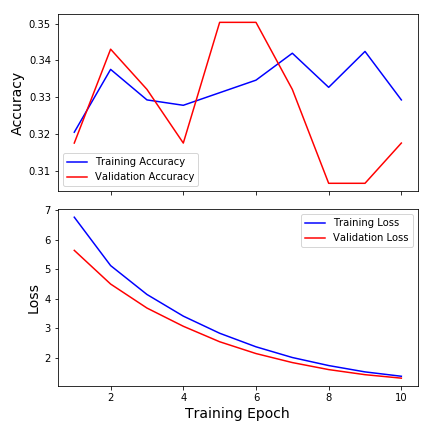 0.35
0.34
0.33
0.32
0.31
Accuracy
Training Accuracy
Validation Accuracy
7
6
5
4
3
2
Loss
Training Loss
Validation Loss
2 4 6 8 10
Training Epoch